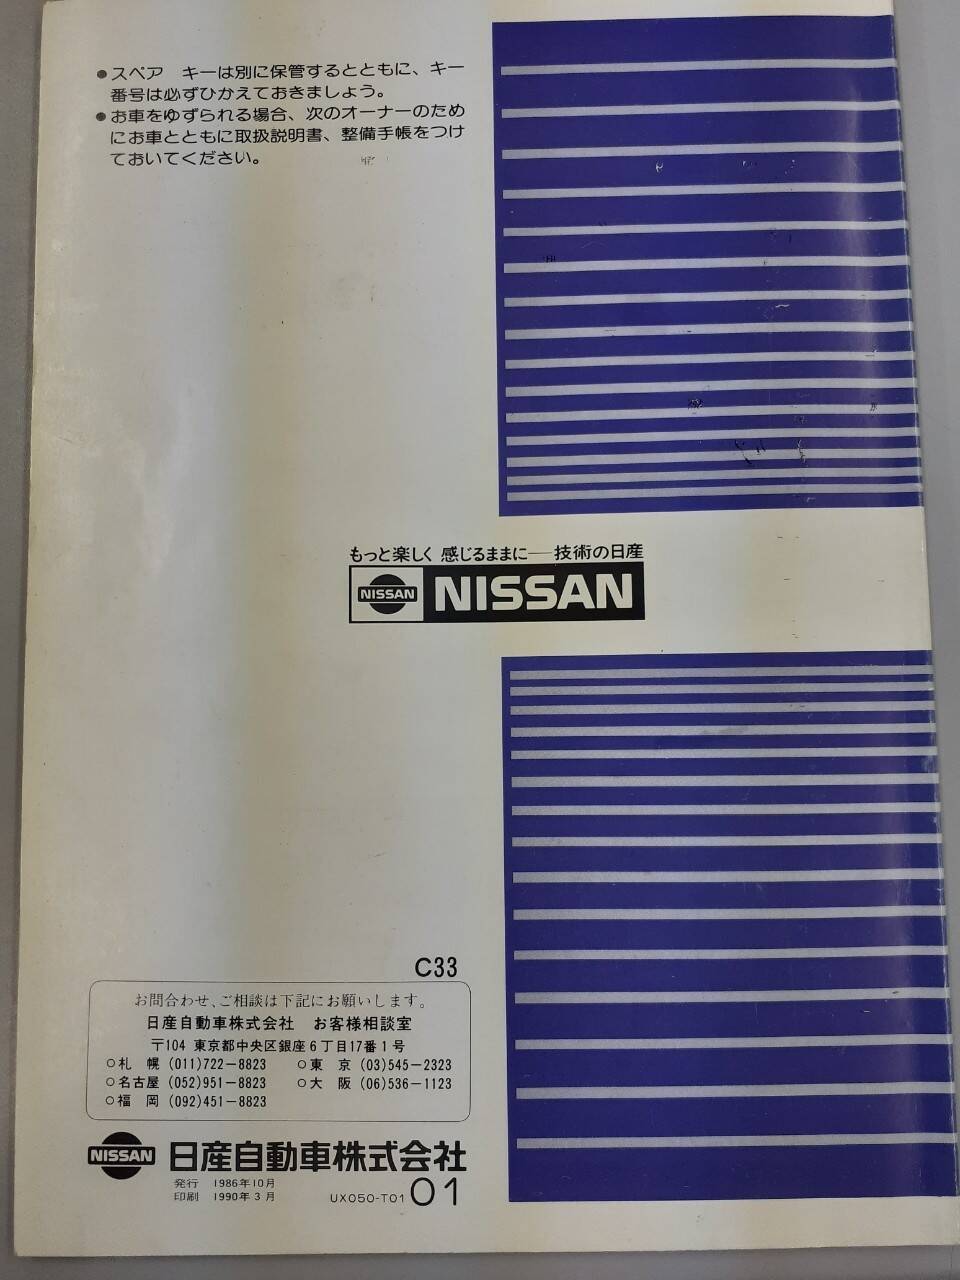 ●スペア　キーは別に保管するとともに、キー
番号は必ずひかえておきましょう。
●お車をゆずられる場合、次のオーナーのため
にお車とともに取扱説明書、整備手帳をつけ
ておいてください。
もっと楽しく 感じるままに──技術の日産
NISSAN NISSAN
C33
お問合わせ、ご相談は下記にお願いします。
日産自動車株式会社　お客様相談室
〒104 東京都中央区銀座6丁目17番1号
○札　幌 (011)722−8823　○東　京 (03)545−2323
○名古屋 (052)951−8823　○大　阪 (06)536−1123
○福　岡 (092)451−8823
NISSAN 日産自動車株式会社
発行　1986年10月
印刷　1990年3月　UX050-T01 01